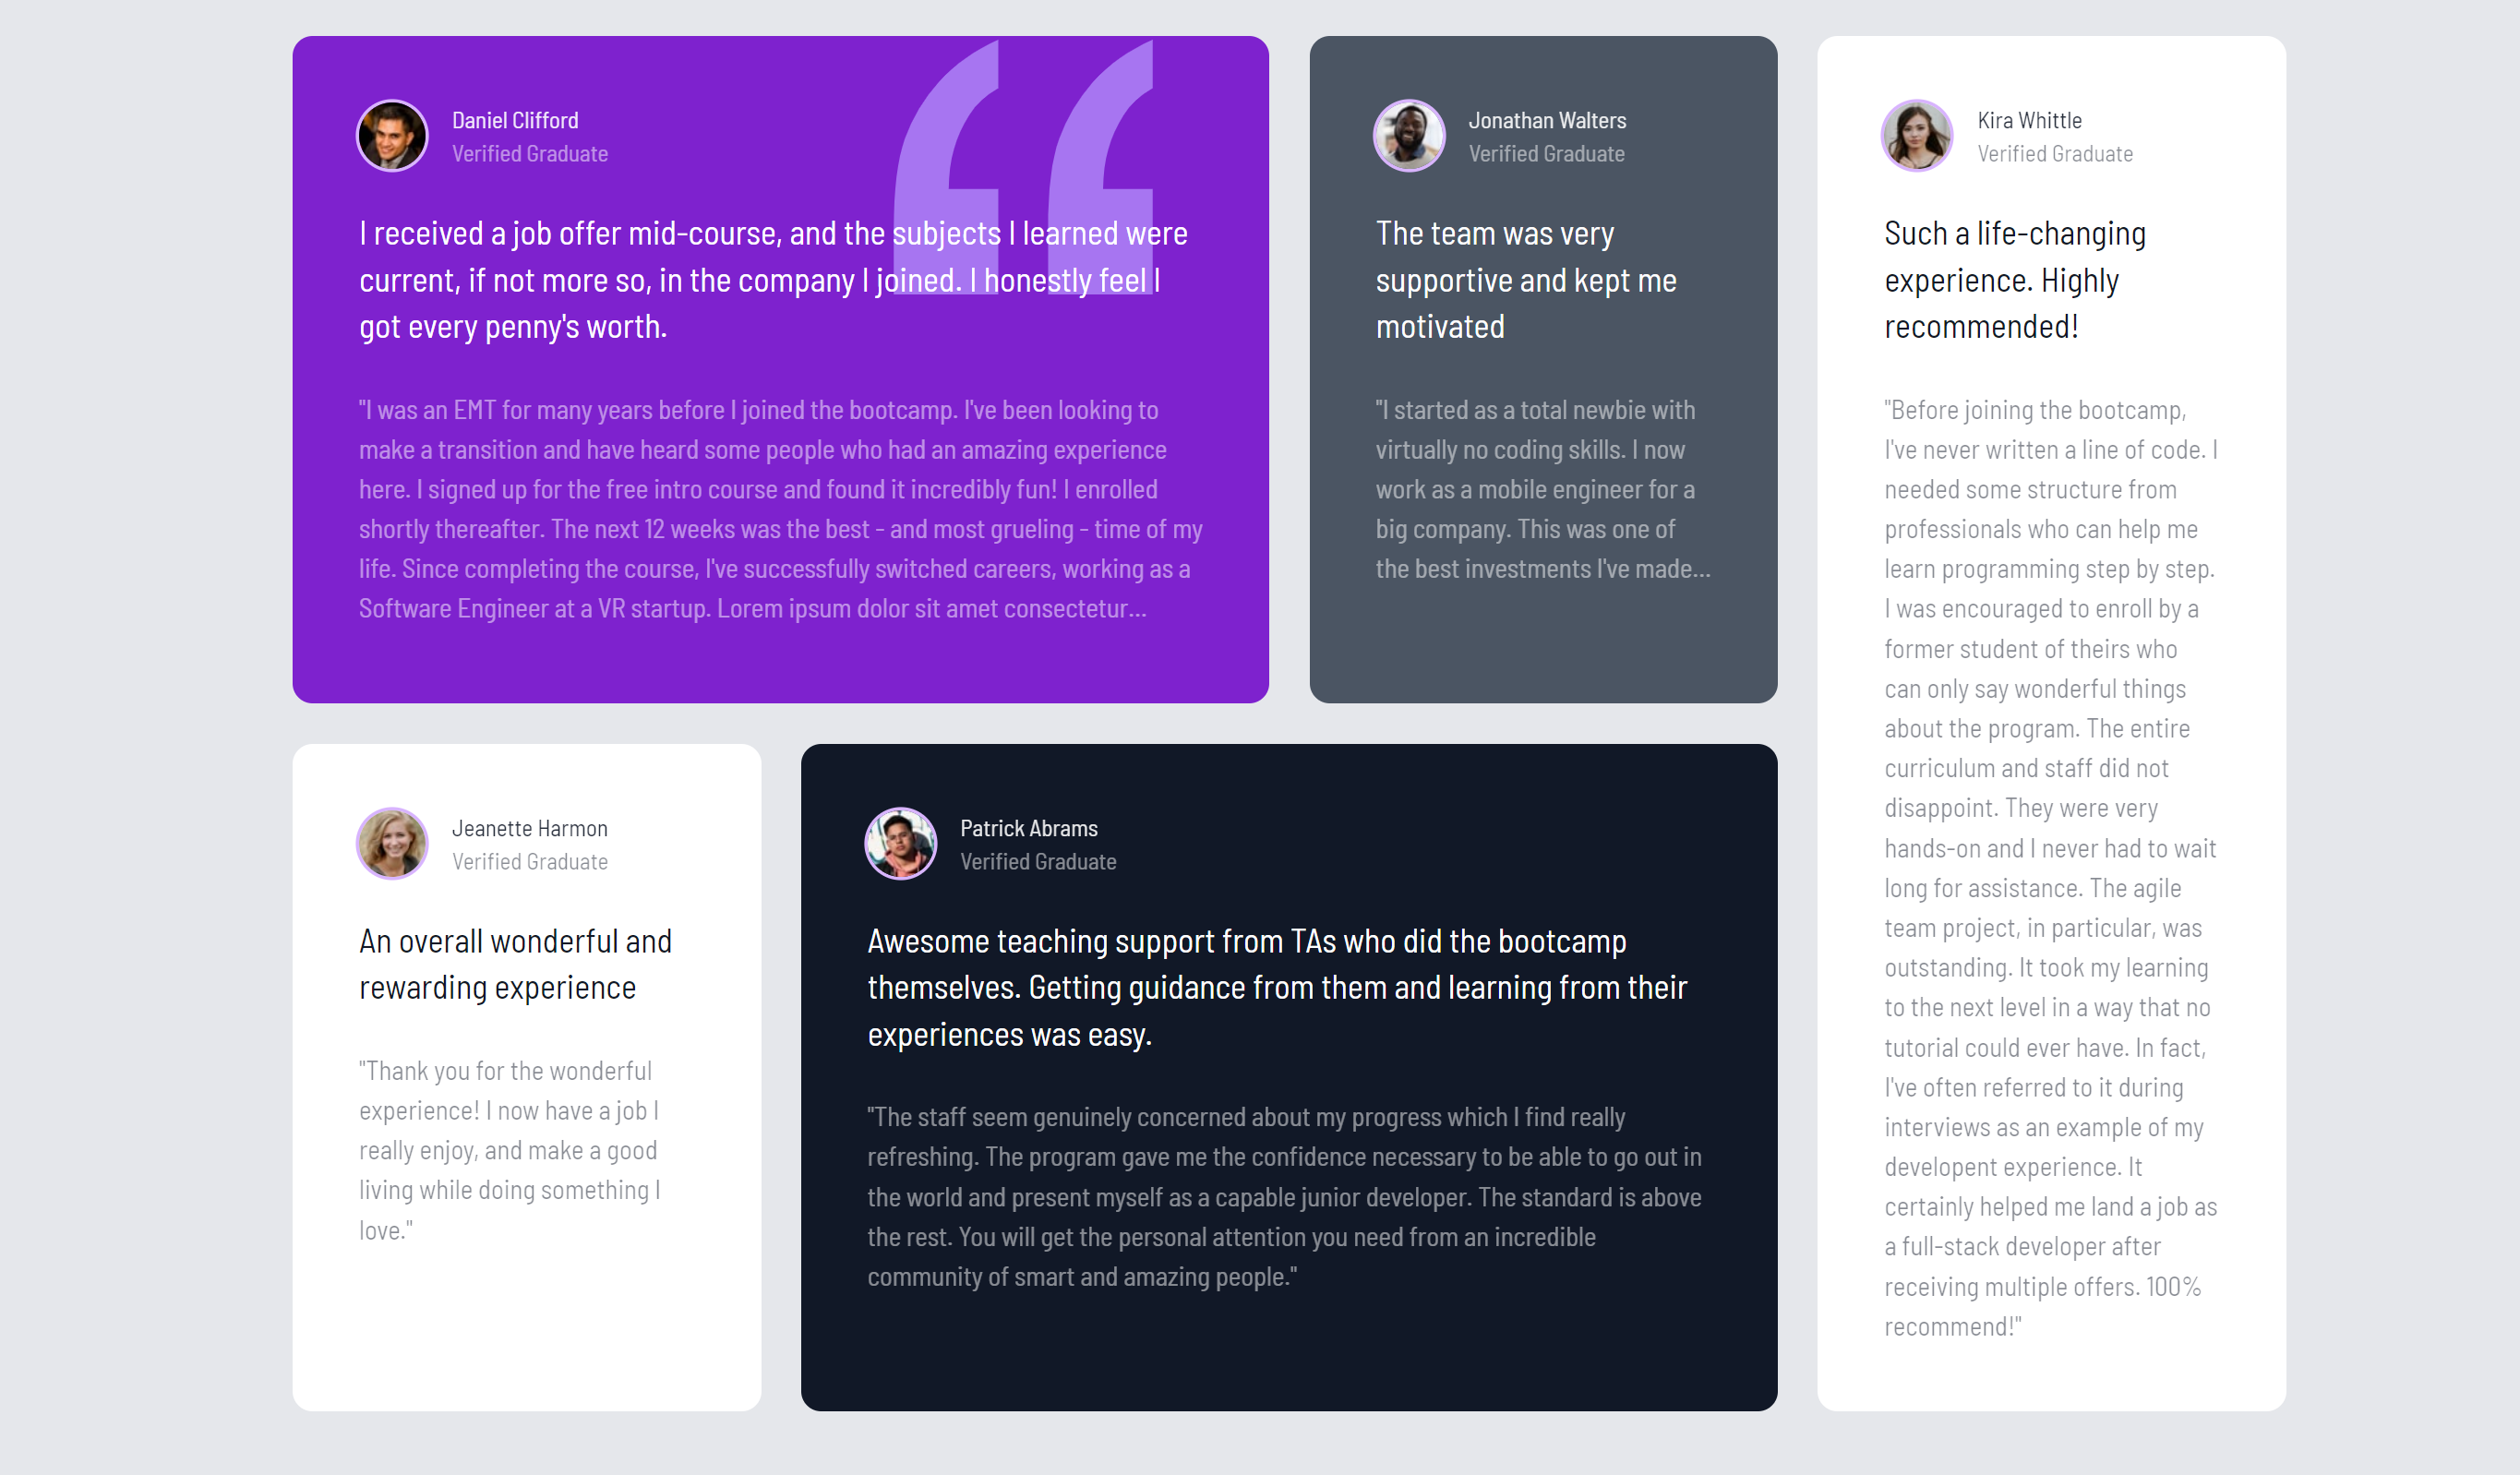 Daniel Clifford
Verified Graduate
I received a job offer mid-course, and the subjects I learned were
current, if not more so, in the company I joined. I honestly feel I
got every penny's worth.
"I was an EMT for many years before I joined the bootcamp. I've been looking to
make a transition and have heard some people who had an amazing experience
here. I signed up for the free intro course and found it incredibly fun! I enrolled
shortly thereafter. The next 12 weeks was the best - and most grueling - time of my
life. Since completing the course, I've successfully switched careers, working as a
Software Engineer at a VR startup. Lorem ipsum dolor sit amet consectetur...
Jonathan Walters
Verified Graduate
The team was very
supportive and kept me
motivated
"I started as a total newbie with
virtually no coding skills. I now
work as a mobile engineer for a
big company. This was one of
the best investments I've made...
Kira Whittle
Verified Graduate
Such a life-changing
experience. Highly
recommended!
"Before joining the bootcamp,
I've never written a line of code. I
needed some structure from
professionals who can help me
learn programming step by step.
I was encouraged to enroll by a
former student of theirs who
can only say wonderful things
about the program. The entire
curriculum and staff did not
disappoint. They were very
hands-on and I never had to wait
long for assistance. The agile
team project, in particular, was
outstanding. It took my learning
to the next level in a way that no
tutorial could ever have. In fact,
I've often referred to it during
interviews as an example of my
developent experience. It
certainly helped me land a job as
a full-stack developer after
receiving multiple offers. 100%
recommend!"
Jeanette Harmon
Verified Graduate
An overall wonderful and
rewarding experience
"Thank you for the wonderful
experience! I now have a job I
really enjoy, and make a good
living while doing something I
love."
Patrick Abrams
Verified Graduate
Awesome teaching support from TAs who did the bootcamp
themselves. Getting guidance from them and learning from their
experiences was easy.
"The staff seem genuinely concerned about my progress which I find really
refreshing. The program gave me the confidence necessary to be able to go out in
the world and present myself as a capable junior developer. The standard is above
the rest. You will get the personal attention you need from an incredible
community of smart and amazing people."